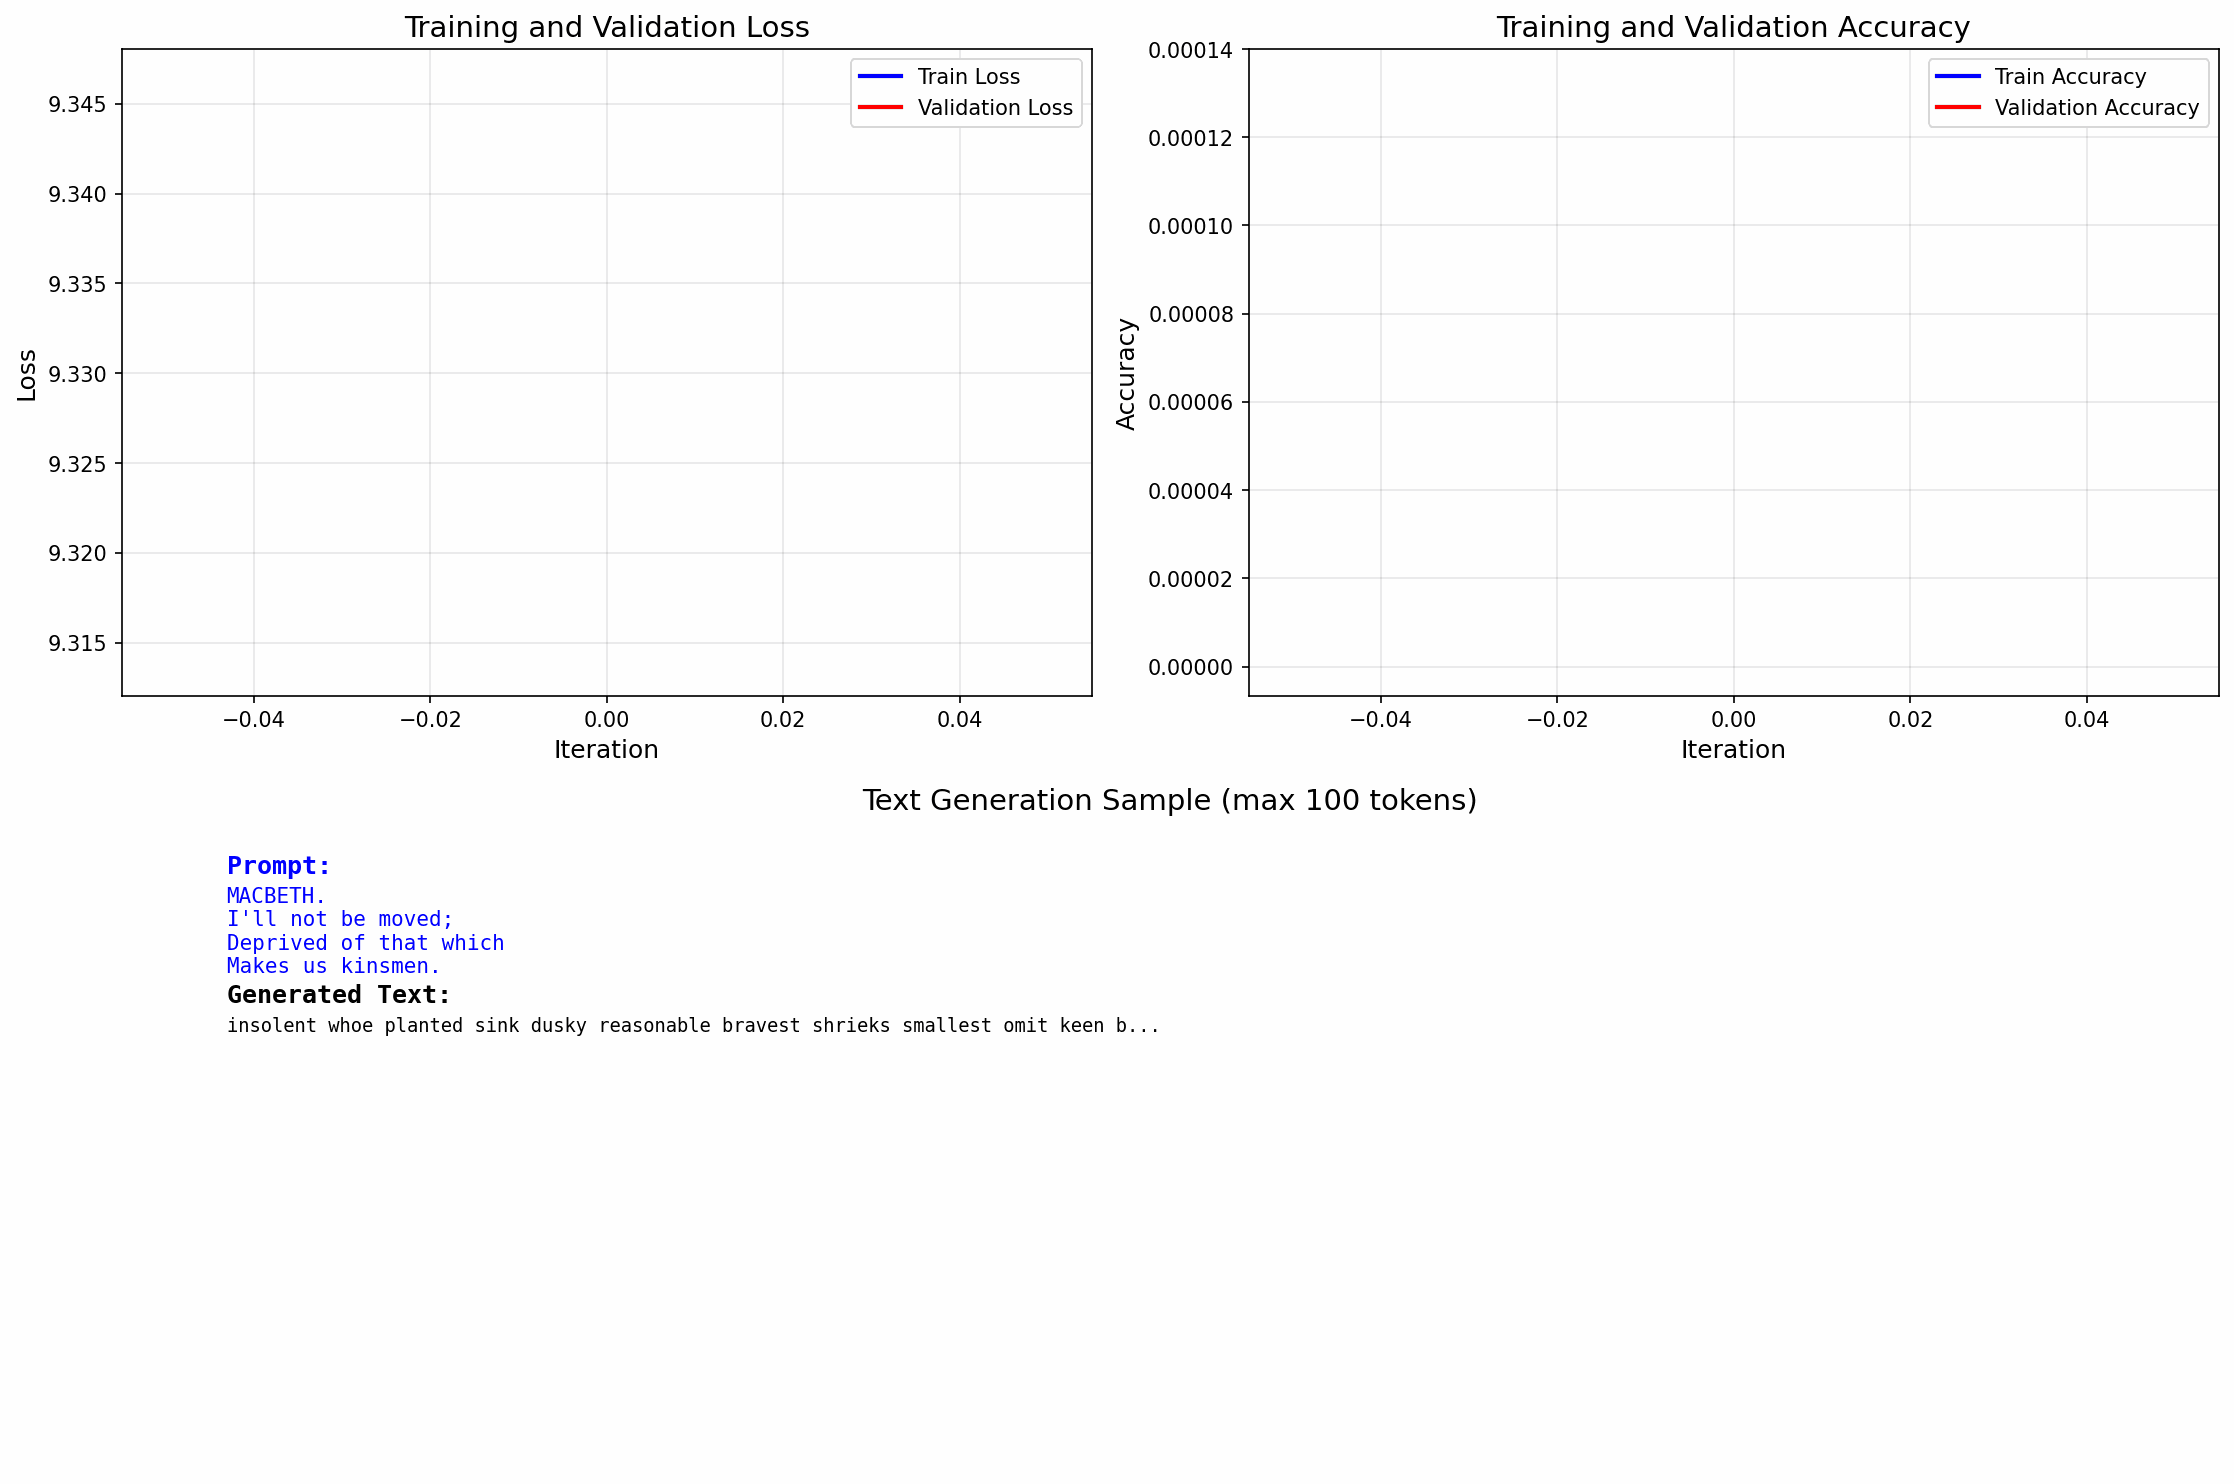 Training and Validation Loss
Train Loss
Validation Loss
9.345
9.340
9.335
9.330
9.325
9.320
9.315
Loss
−0.04 −0.02 0.00 0.02 0.04
Iteration
Training and Validation Accuracy
Train Accuracy
Validation Accuracy
0.00014
0.00012
0.00010
0.00008
0.00006
0.00004
0.00002
0.00000
Accuracy
−0.04 −0.02 0.00 0.02 0.04
Iteration
Text Generation Sample (max 100 tokens)
Prompt:
MACBETH.
I'll not be moved;
Deprived of that which
Makes us kinsmen.
Generated Text:
insolent whoe planted sink dusky reasonable bravest shrieks smallest omit keen b...